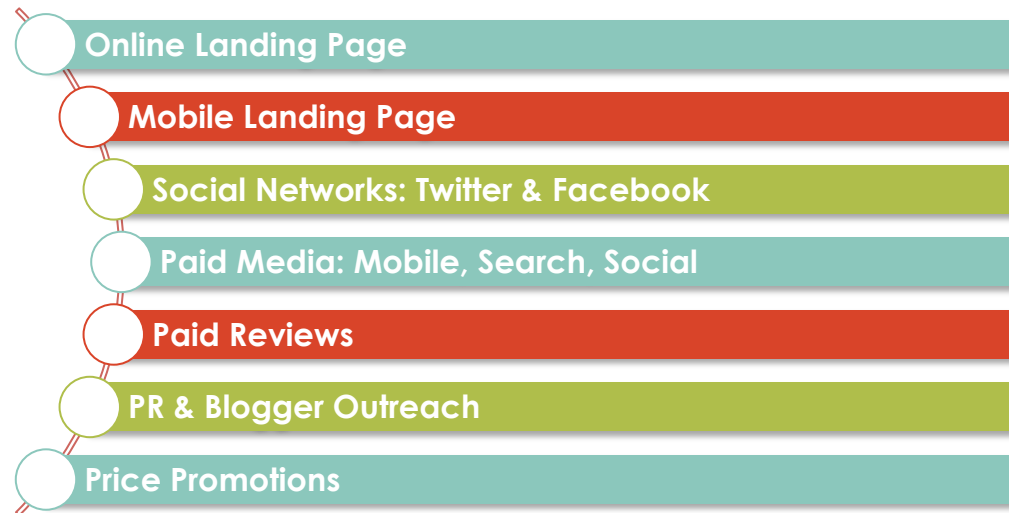 Online Landing Page
Mobile Landing Page
Social Networks: Twitter & Facebook
Paid Media: Mobile, Search, Social
Paid Reviews
PR & Blogger Outreach
Price Promotions